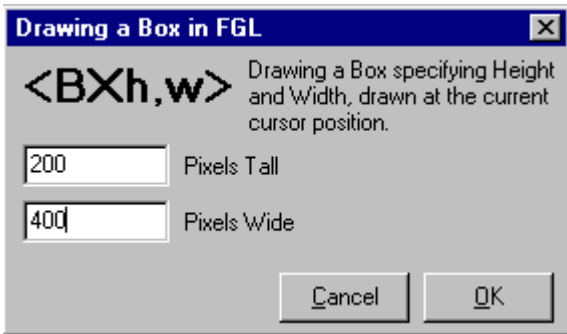 Drawing a Box in FGL
<BXh,w>
Drawing a Box specifying Height
and Width, drawn at the current
cursor position.
200 Pixels Tall
400 Pixels Wide
Cancel OK